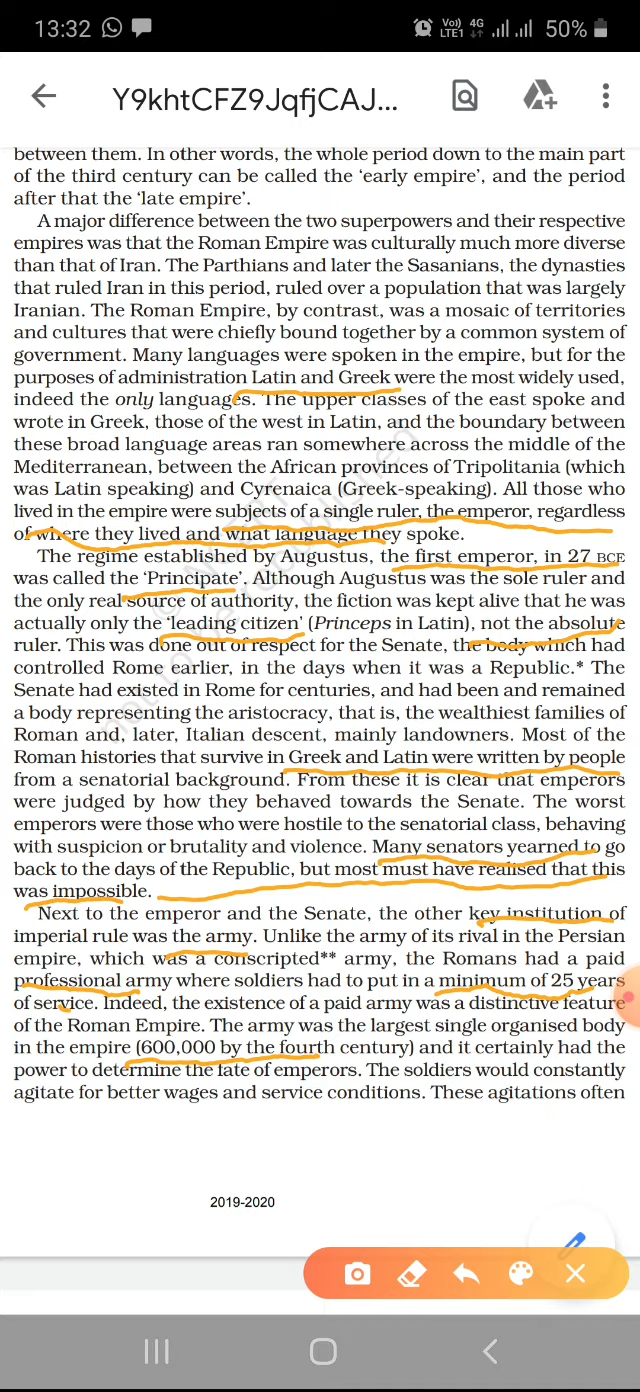 13:32
Vo)) 4G
LTE1 50%
Y9khtCFZ9JqfjCAJ...
between them. In other words, the whole period down to the main part
of the third century can be called the ‘early empire’, and the period
after that the ‘late empire’.
A major difference between the two superpowers and their respective
empires was that the Roman Empire was culturally much more diverse
than that of Iran. The Parthians and later the Sasanians, the dynasties
that ruled Iran in this period, ruled over a population that was largely
Iranian. The Roman Empire, by contrast, was a mosaic of territories
and cultures that were chiefly bound together by a common system of
government. Many languages were spoken in the empire, but for the
purposes of administration Latin and Greek were the most widely used,
indeed the only languages. The upper classes of the east spoke and
wrote in Greek, those of the west in Latin, and the boundary between
these broad language areas ran somewhere across the middle of the
Mediterranean, between the African provinces of Tripolitania (which
was Latin speaking) and Cyrenaica (Greek-speaking). All those who
lived in the empire were subjects of a single ruler, the emperor, regardless
of where they lived and what language they spoke.
The regime established by Augustus, the first emperor, in 27 BCE
was called the ‘Principate’. Although Augustus was the sole ruler and
the only real source of authority, the fiction was kept alive that he was
actually only the ‘leading citizen’ (Princeps in Latin), not the absolute
ruler. This was done out of respect for the Senate, the body which had
controlled Rome earlier, in the days when it was a Republic.* The
Senate had existed in Rome for centuries, and had been and remained
a body representing the aristocracy, that is, the wealthiest families of
Roman and, later, Italian descent, mainly landowners. Most of the
Roman histories that survive in Greek and Latin were written by people
from a senatorial background. From these it is clear that emperors
were judged by how they behaved towards the Senate. The worst
emperors were those who were hostile to the senatorial class, behaving
with suspicion or brutality and violence. Many senators yearned to go
back to the days of the Republic, but most must have realised that this
was impossible.
Next to the emperor and the Senate, the other key institution of
imperial rule was the army. Unlike the army of its rival in the Persian
empire, which was a conscripted** army, the Romans had a paid
professional army where soldiers had to put in a minimum of 25 years
of service. Indeed, the existence of a paid army was a distinctive feature
of the Roman Empire. The army was the largest single organised body
in the empire (600,000 by the fourth century) and it certainly had the
power to determine the fate of emperors. The soldiers would constantly
agitate for better wages and service conditions. These agitations often
2019-2020